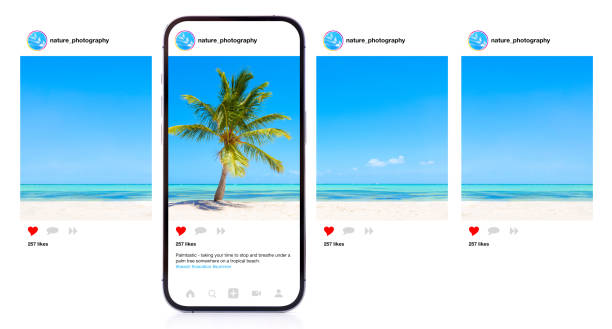 nature_photography
257 likes
nature_photography
257 likes
Palmtastic - taking your time to stop and breathe under a
palm tree somewhere on a tropical beach.
#beach #vacation #summer
nature_photography
257 likes
nature_photography
257 likes